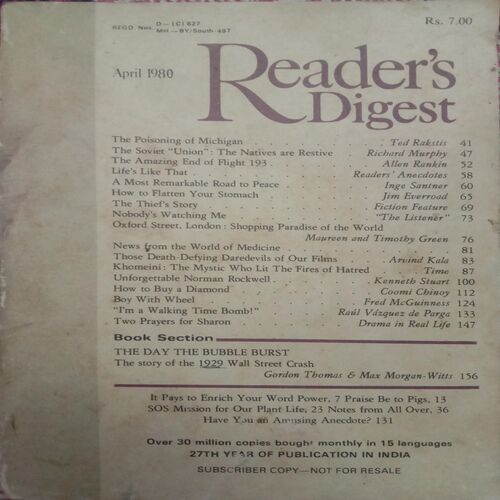 REGD Nos. D—(C) 627
MH—BY/South-487
Rs. 7.00
April 1980
Reader's
Digest
The Poisoning of Michigan . . . Ted Rakstis 41
The Soviet "Union": The Natives are Restive Richard Murphy 47
The Amazing End of Flight 193 . . . Allen Rankin 52
Life's Like That . . . Readers' Anecdotes 58
A Most Remarkable Road to Peace . . . Inge Santner 60
How to Flatten Your Stomach . . . Jim Everroad 65
The Thief's Story . . . Fiction Feature 69
Nobody's Watching Me . . . "The Listener" 73
Oxford Street, London: Shopping Paradise of the World
Maureen and Timothy Green 76
News from the World of Medicine . . . 81
Those Death-Defying Daredevils of Our Films . Arvind Kala 83
Khomeini: The Mystic Who Lit The Fires of Hatred Time 87
Unforgettable Norman Rockwell . . . Kenneth Stuart 100
How to Buy a Diamond . . . Coomi Chinoy 112
Boy With Wheel . . . Fred McGuinness 124
"I'm a Walking Time Bomb!" . . . Raúl Vázquez de Parga 133
Two Prayers for Sharon . . . Drama in Real Life 147
Book Section
THE DAY THE BUBBLE BURST
The story of the 1929 Wall Street Crash
Gordon Thomas & Max Morgan-Witts 156
It Pays to Enrich Your Word Power, 7 Praise Be to Pigs, 13
SOS Mission for Our Plant Life, 23 Notes from All Over, 36
Have You an Amusing Anecdote? 131
Over 30 million copies bought monthly in 15 languages
27TH YEAR OF PUBLICATION IN INDIA
SUBSCRIBER COPY—NOT FOR RESALE